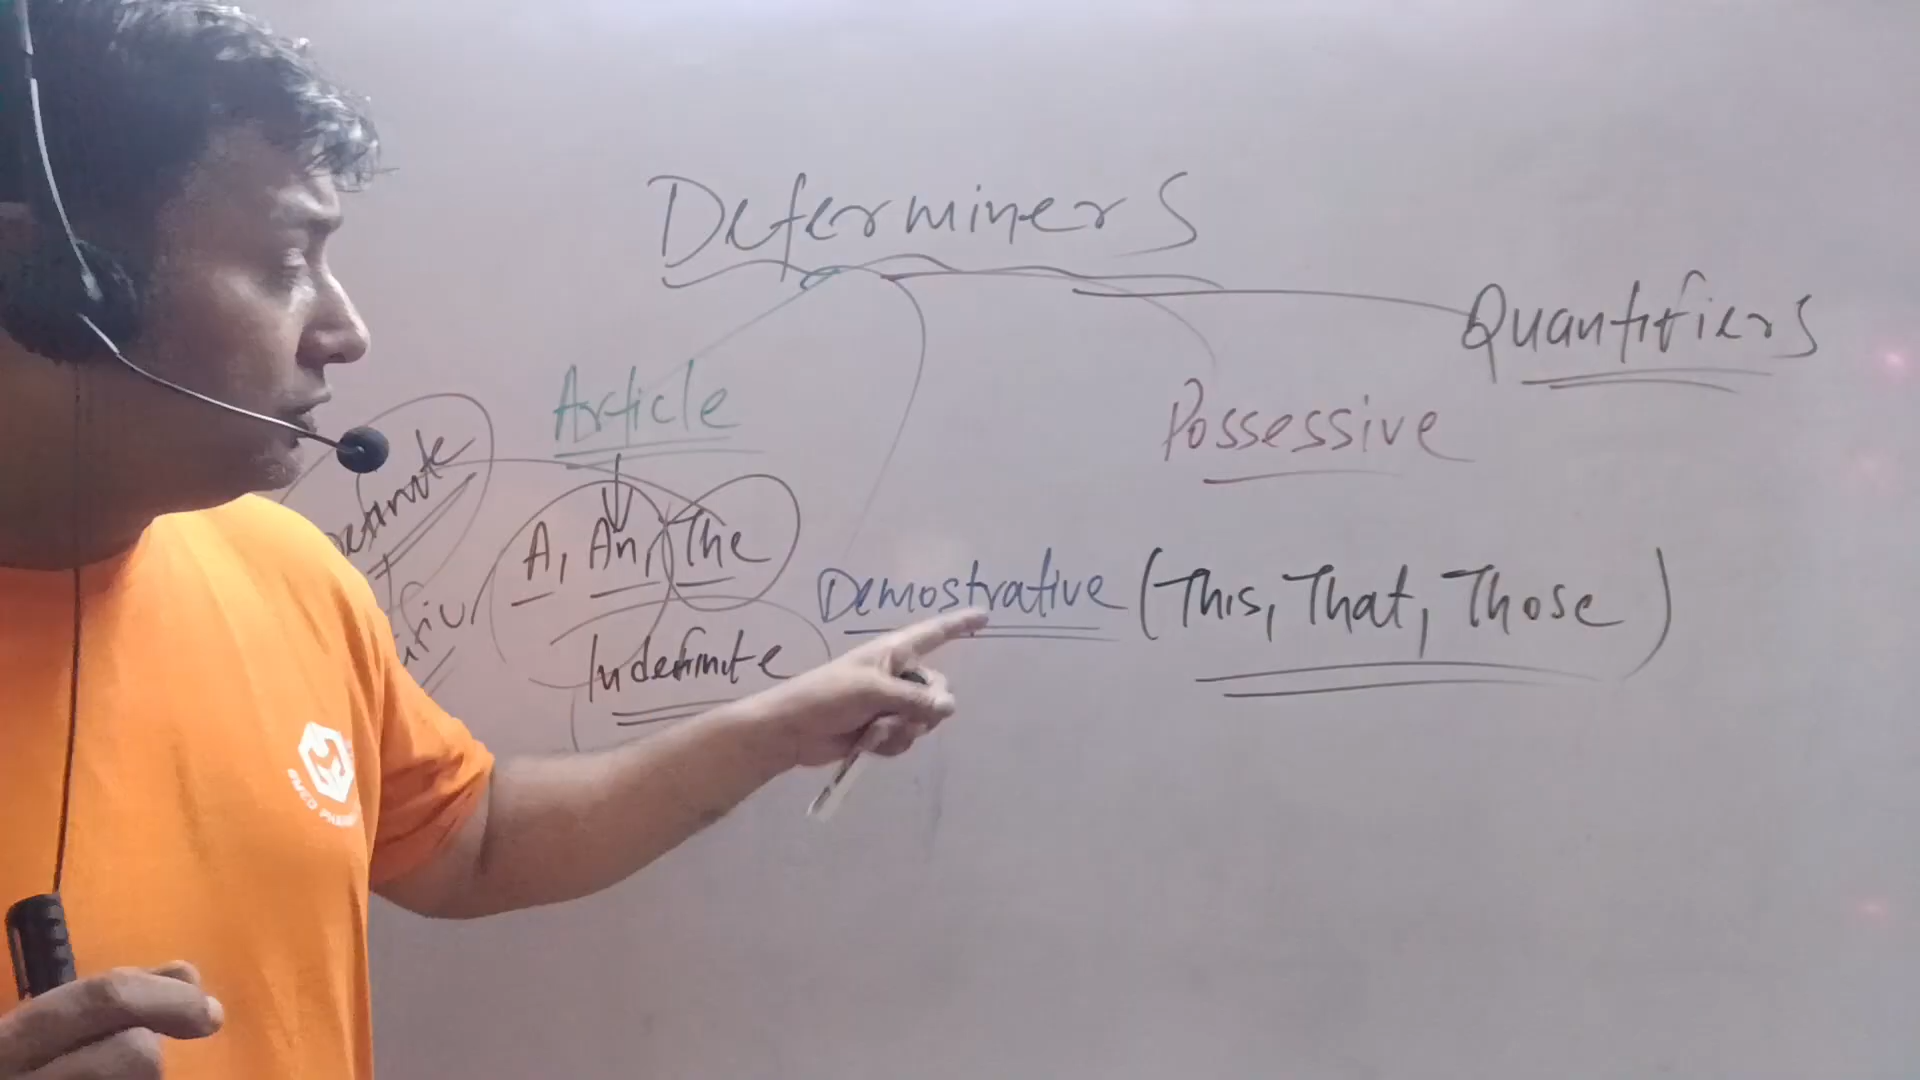 Determiners
Quantifiers
Article
Possessive
A, An, The
Demostrative (This, That, Those)
Indefinite